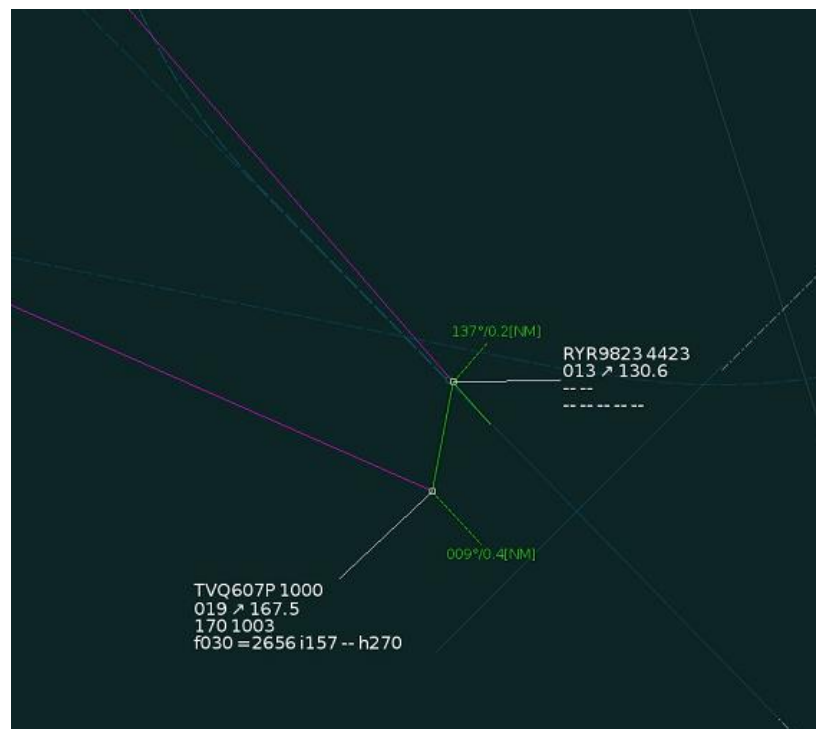 137°/0.2[NM]
RYR9823 4423
013 ↗ 130.6
-- --
-- -- -- -- --
009°/0.4[NM]
TVQ607P 1000
019 ↗ 167.5
170 1003
f030 = 2656 i157 -- h270